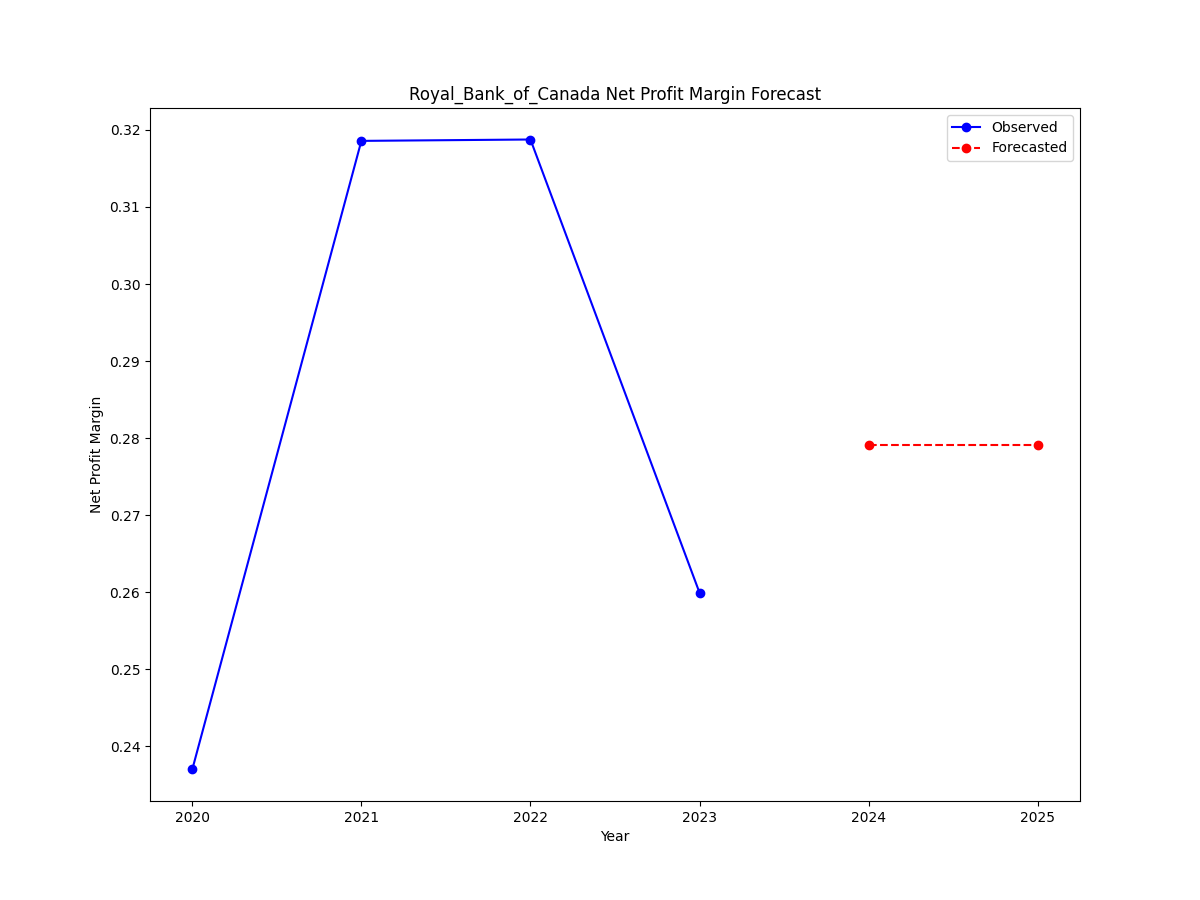 Royal_Bank_of_Canada Net Profit Margin Forecast
Observed
Forecasted
0.32
0.31
0.30
0.29
0.28
0.27
0.26
0.25
0.24
Net Profit Margin
2020 2021 2022 2023 2024 2025
Year